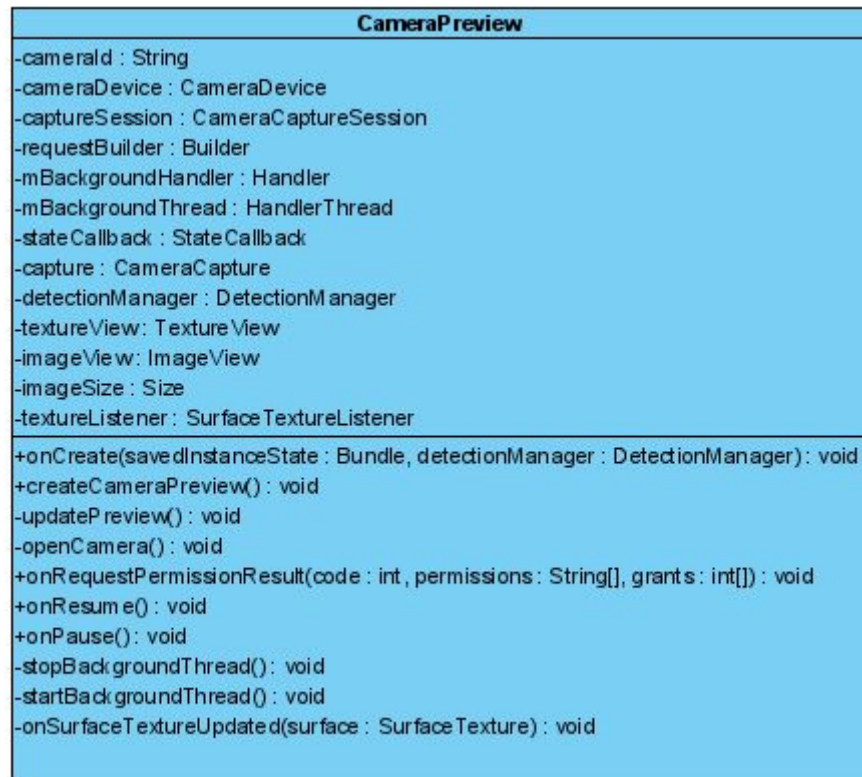 CameraPreview
-cameraId : String
-cameraDevice : CameraDevice
-captureSession : CameraCaptureSession
-requestBuilder : Builder
-mBackgroundHandler : Handler
-mBackgroundThread : HandlerThread
-stateCallback : StateCallback
-capture : CameraCapture
-detectionManager : DetectionManager
-textureView : TextureView
-imageView : ImageView
-imageSize : Size
-textureListener : SurfaceTextureListener
+onCreate(savedInstanceState : Bundle, detectionManager : DetectionManager) : void
+createCameraPreview() : void
-updatePreview() : void
-openCamera() : void
+onRequestPermissionResult(code : int, permissions : String[], grants : int[]) : void
+onResume() : void
+onPause() : void
-stopBackgroundThread() : void
-startBackgroundThread() : void
-onSurfaceTextureUpdated(surface : SurfaceTexture) : void